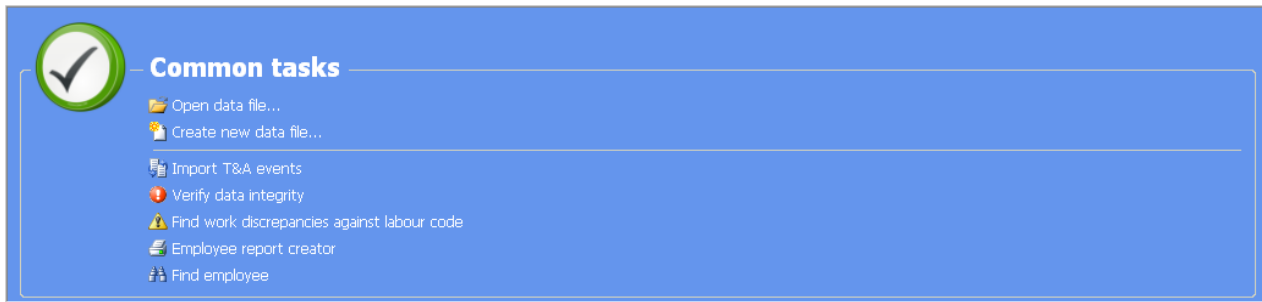 Common tasks
Open data file...
Create new data file...
Import T&A events
Verify data integrity
Find work discrepancies against labour code
Employee report creator
Find employee